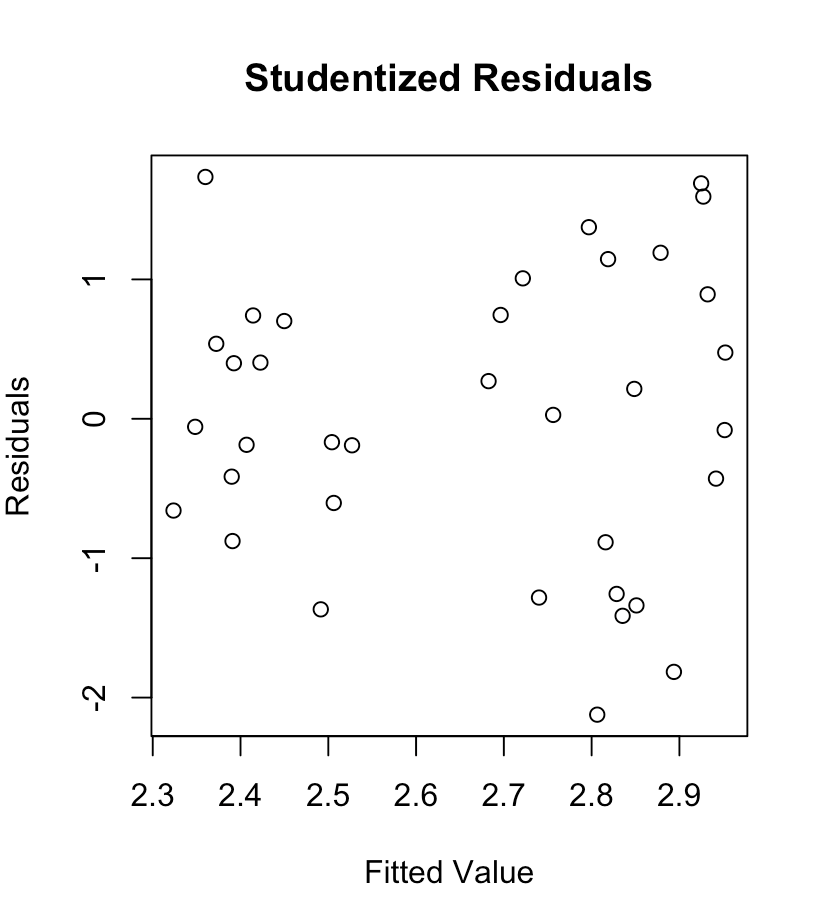 Studentized Residuals
Residuals
1
0
-1
-2
2.3 2.4 2.5 2.6 2.7 2.8 2.9
Fitted Value